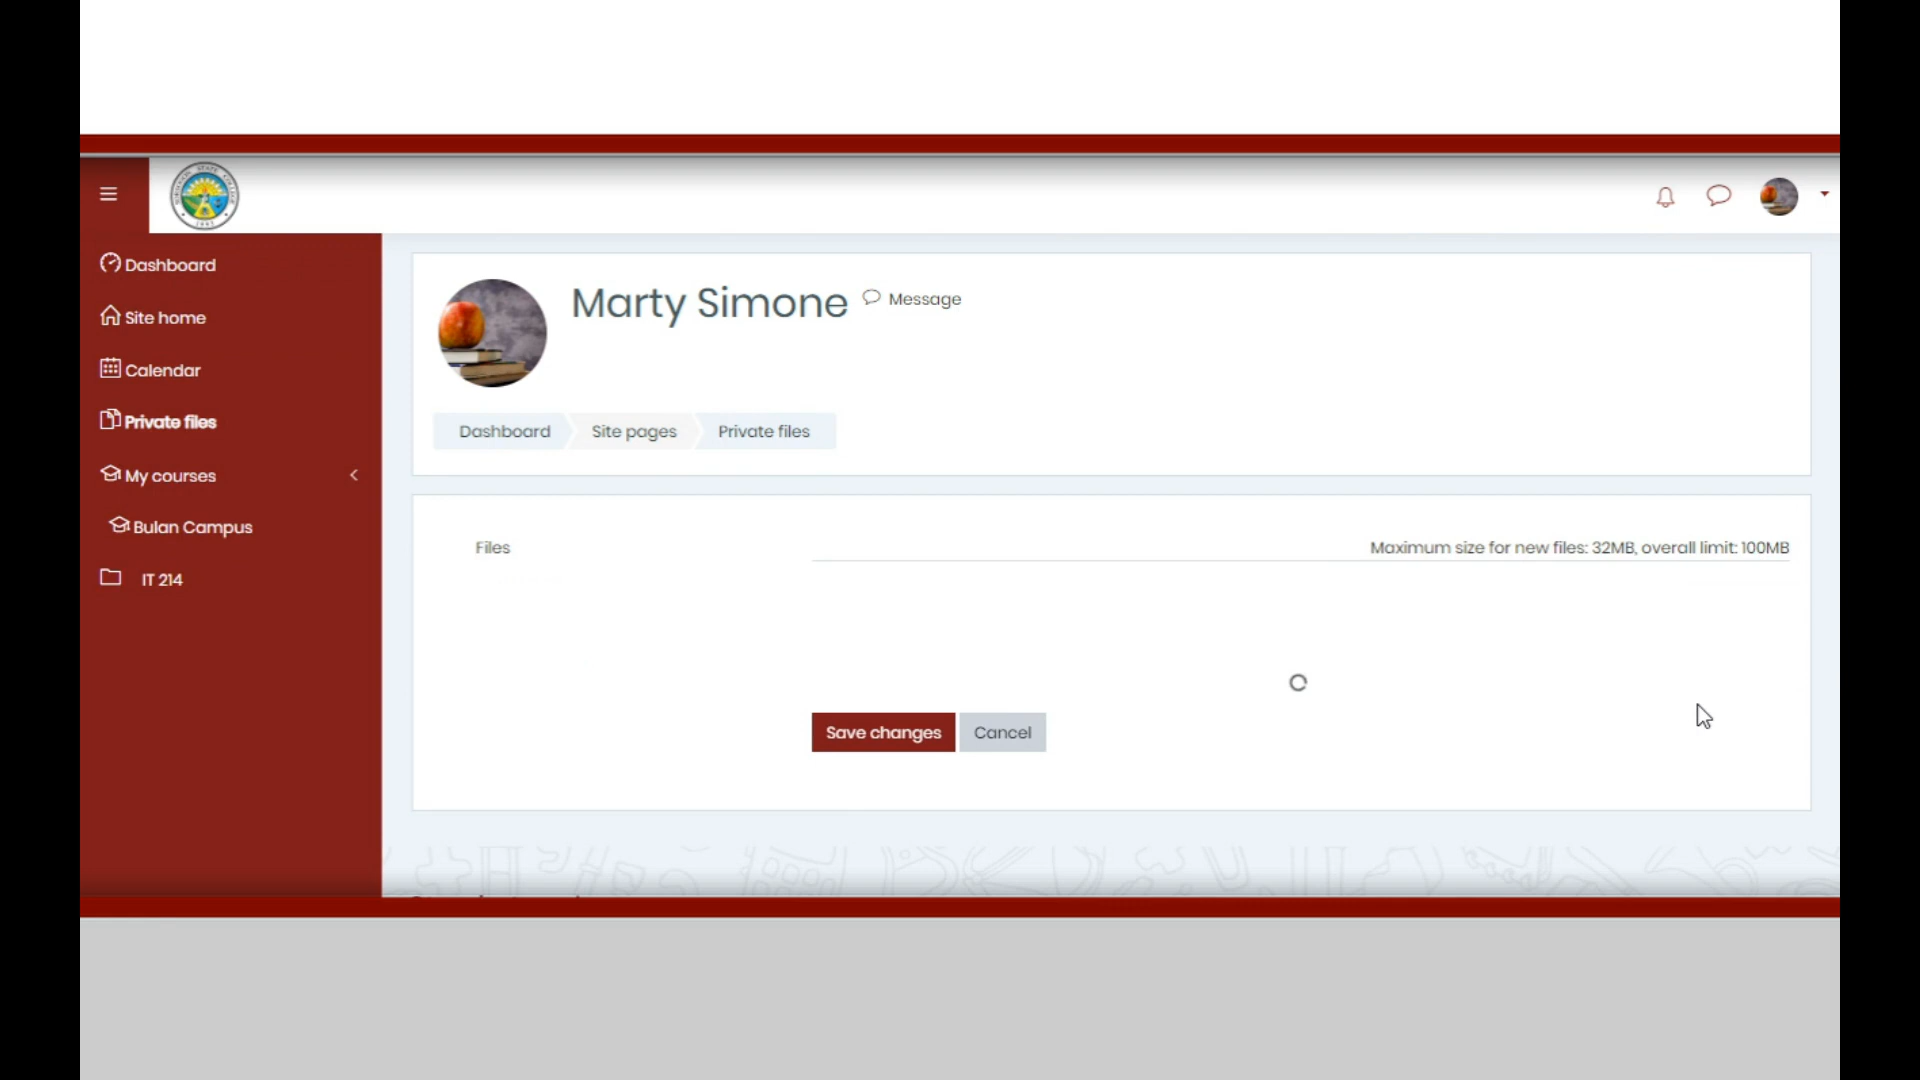 Dashboard
Site home
Calendar
Private files
My courses
Bulan Campus
IT 214
Marty Simone
Message
Dashboard
Site pages
Private files
Files
Maximum size for new files: 32MB, overall limit: 100MB
Save changes
Cancel